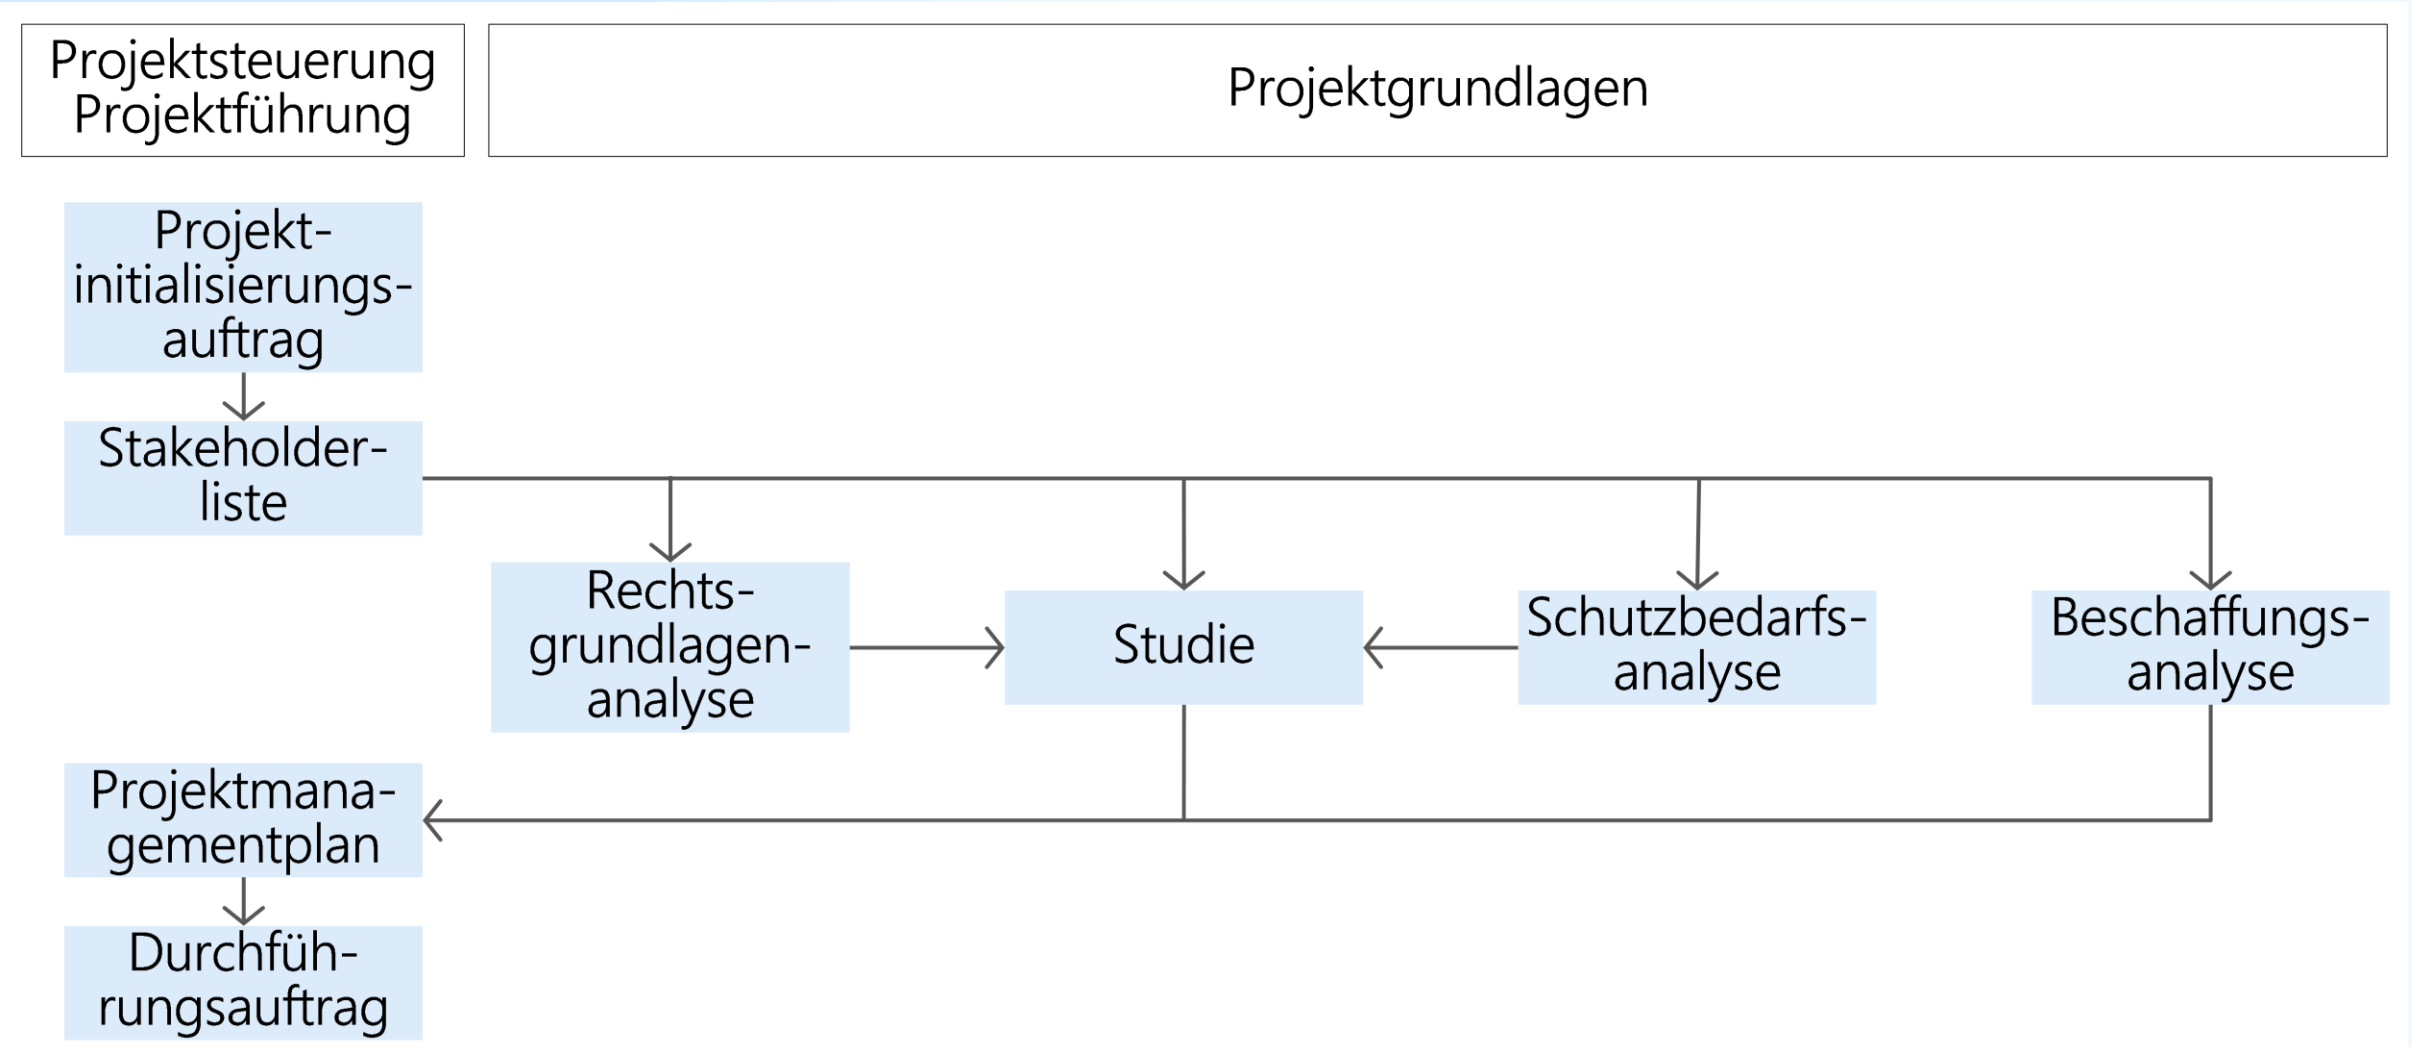 Projektsteuerung
Projektführung
Projektgrundlagen
Projekt-
initialisierungs-
auftrag
Stakeholder-
liste
Rechts-
grundlagen-
analyse
Studie
Schutzbedarfs-
analyse
Beschaffungs-
analyse
Projektmana-
gementplan
Durchfüh-
rungsauftrag